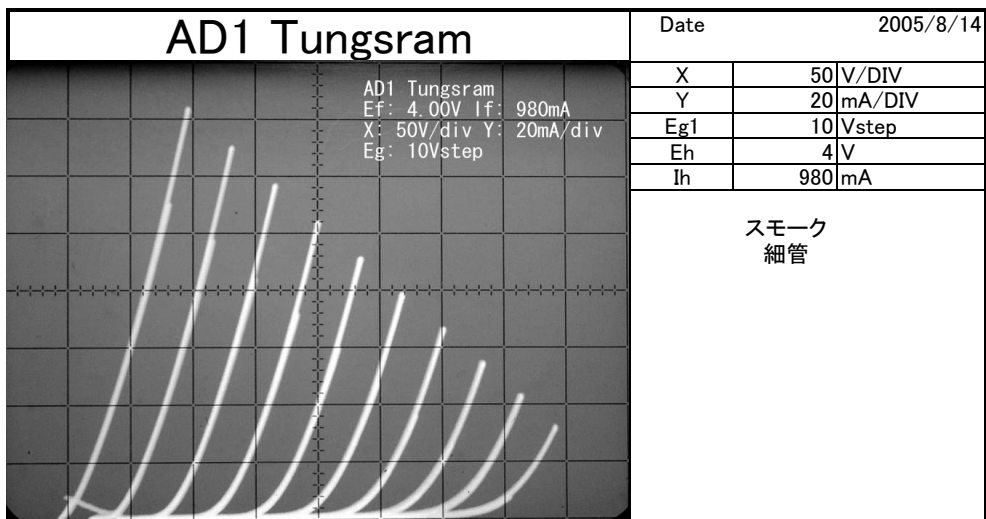 AD1 Tungsram
Date 2005/8/14
AD1 Tungsram
Ef: 4.00V If: 980mA
X: 50V/div Y: 20mA/div
Eg: 10Vstep
X 50 V/DIV
Y 20 mA/DIV
Eg1 10 Vstep
Eh 4 V
Ih 980 mA
スモーク
細管